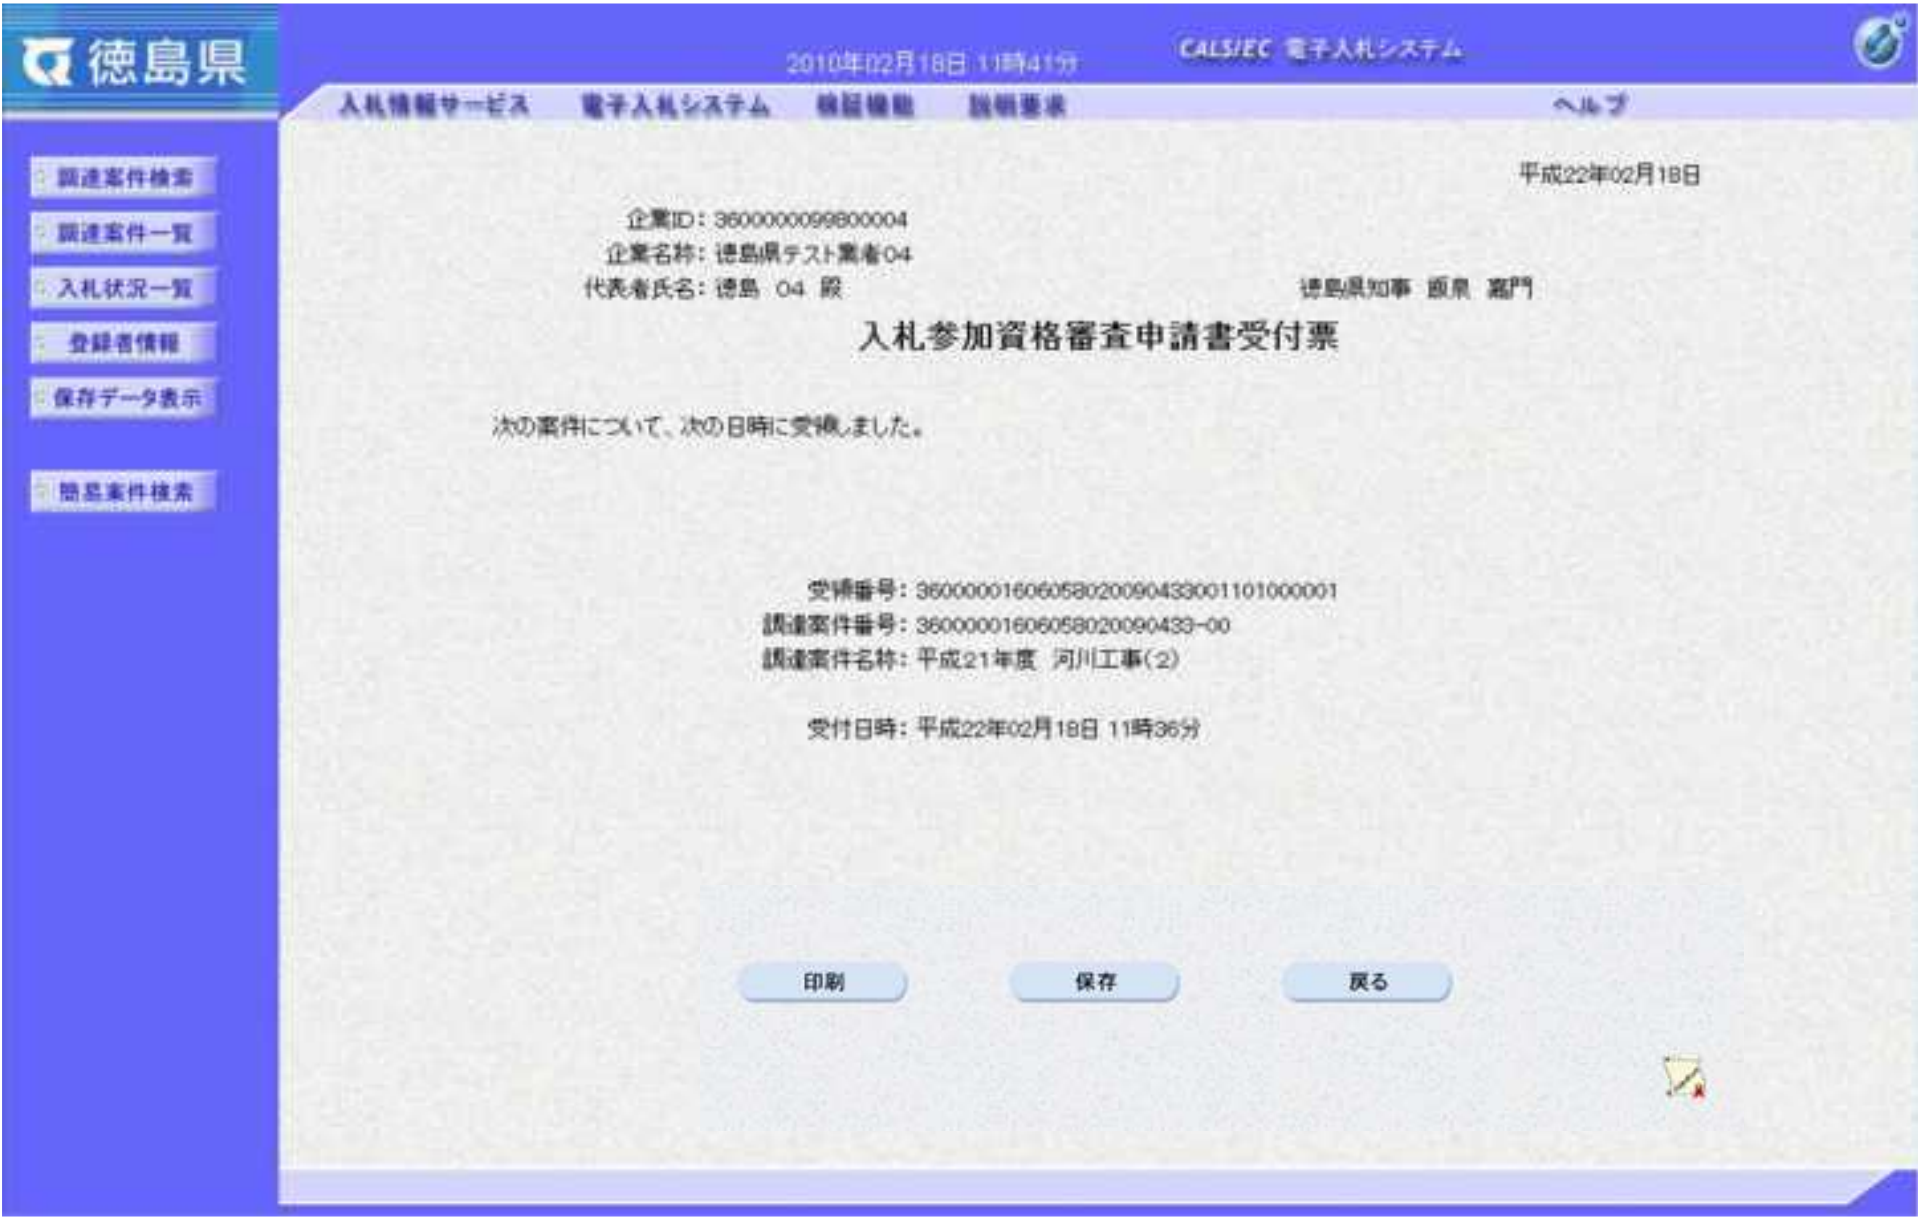 徳島県
2010年02月18日 11時41分
CALS/EC 電子入札システム
入札情報サービス 電子入札システム 検証機能 説明要求 ヘルプ
調達案件検索
調達案件一覧
入札状況一覧
登録者情報
保存データ表示
簡易案件検索
平成22年02月18日
企業ID：3600000099800004
企業名称：徳島県テスト業者04
代表者氏名：徳島 04 殿
徳島県知事 飯泉 嘉門
入札参加資格審査申請書受付票
次の案件について、次の日時に受領しました。
受領番号：36000001606058020090433001101000001
調達案件番号：36000001606058020090433-00
調達案件名称：平成21年度 河川工事(2)
受付日時：平成22年02月18日 11時36分
印刷
保存
戻る